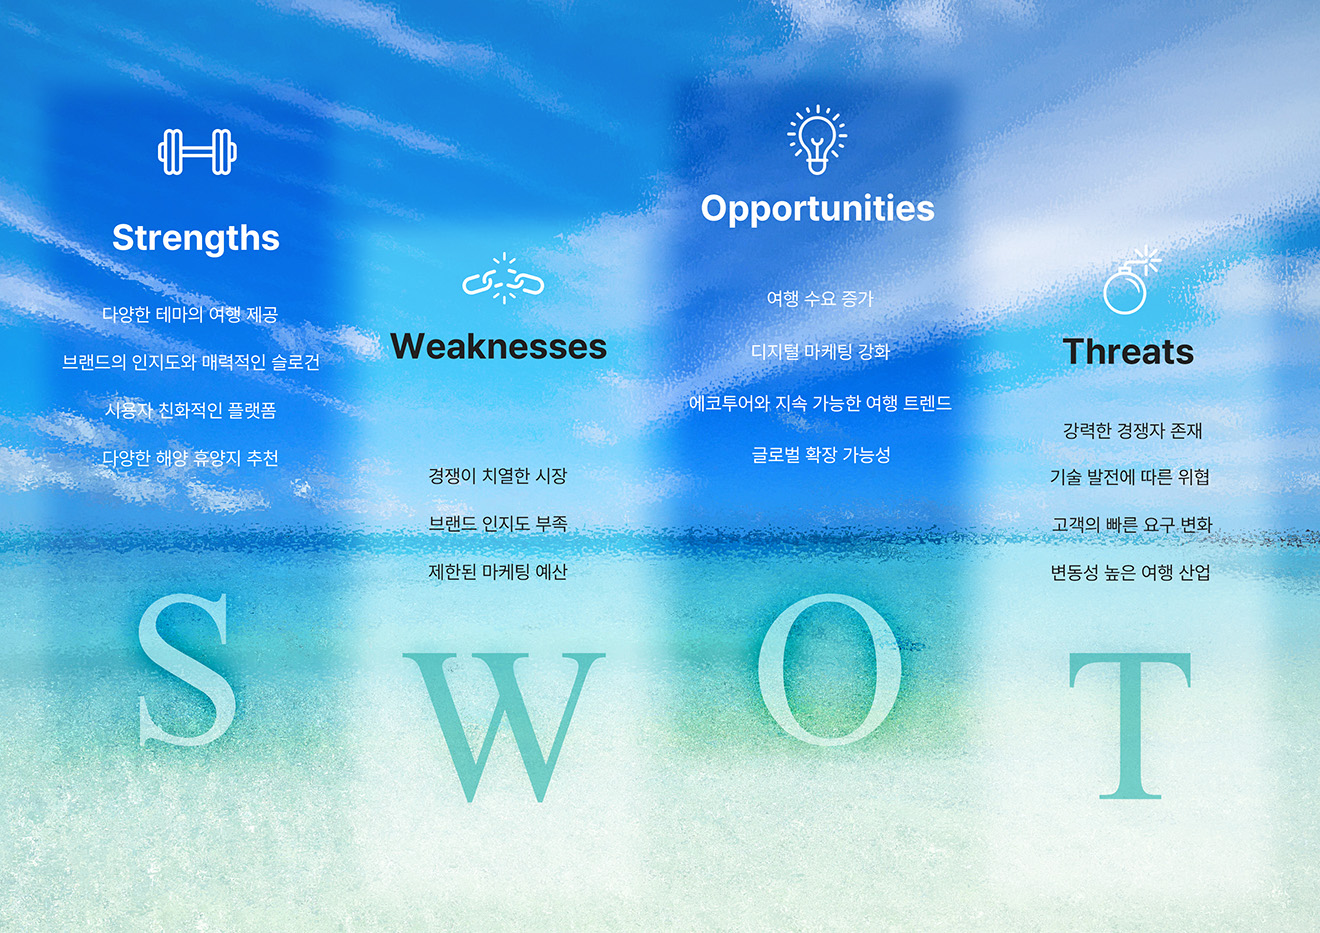 Strengths
다양한 테마의 여행 제공
브랜드의 인지도와 매력적인 슬로건
사용자 친화적인 플랫폼
다양한 해양 휴양지 추천
S
Weaknesses
경쟁이 치열한 시장
브랜드 인지도 부족
제한된 마케팅 예산
W
Opportunities
여행 수요 증가
디지털 마케팅 강화
에코투어와 지속 가능한 여행 트렌드
글로벌 확장 가능성
O
Threats
강력한 경쟁자 존재
기술 발전에 따른 위협
고객의 빠른 요구 변화
변동성 높은 여행 산업
T